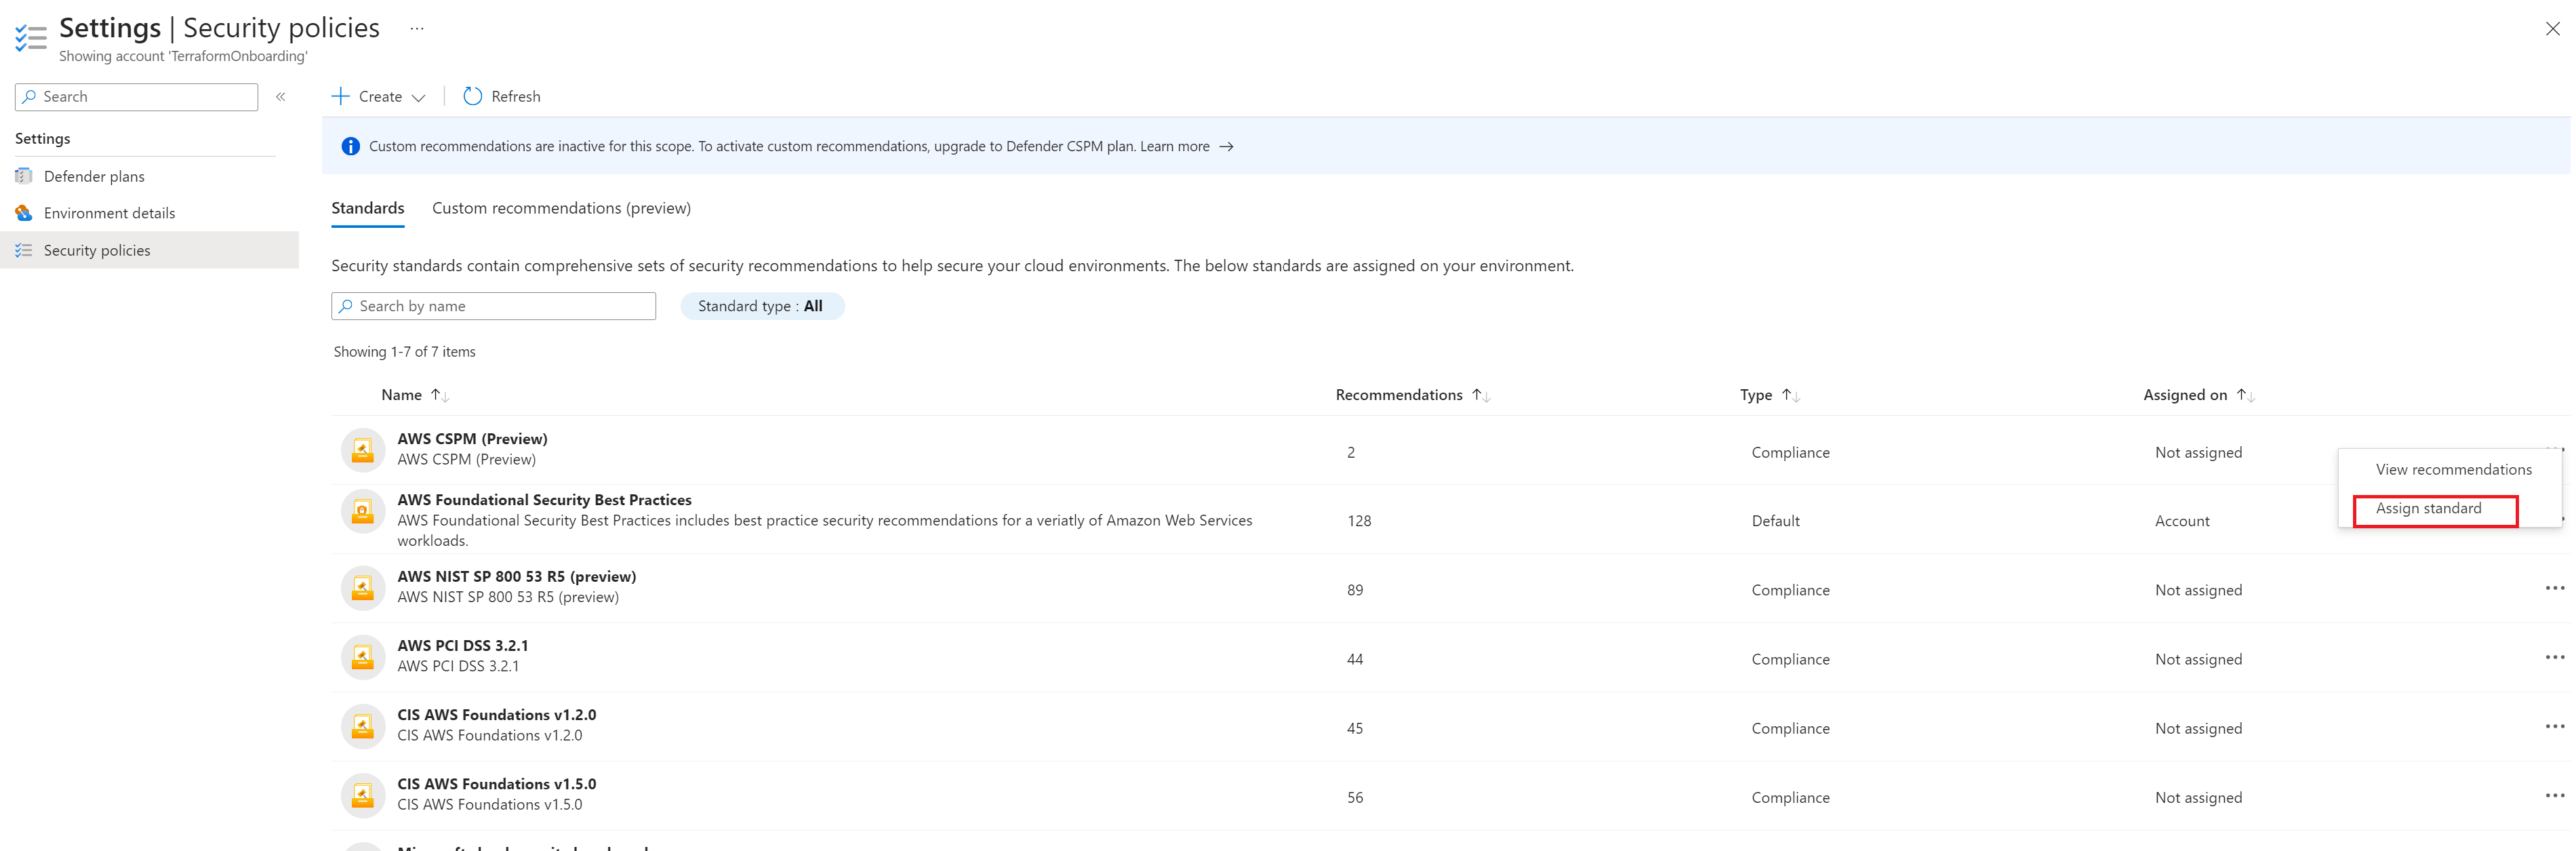 Settings | Security policies ...
Showing account 'TerraformOnboarding'
Search «
Settings
Defender plans
Environment details
Security policies
Create Refresh
Custom recommendations are inactive for this scope. To activate custom recommendations, upgrade to Defender CSPM plan. Learn more →
Standards Custom recommendations (preview)
Security standards contain comprehensive sets of security recommendations to help secure your cloud environments. The below standards are assigned on your environment.
Search by name Standard type : All
Showing 1-7 of 7 items
Name ↑↓ Recommendations ↑↓ Type ↑↓ Assigned on ↑↓
AWS CSPM (Preview)
AWS CSPM (Preview) 2 Compliance Not assigned
View recommendations
Assign standard
AWS Foundational Security Best Practices
AWS Foundational Security Best Practices includes best practice security recommendations for a veriatly of Amazon Web Services
workloads. 128 Default Account
AWS NIST SP 800 53 R5 (preview)
AWS NIST SP 800 53 R5 (preview) 89 Compliance Not assigned ...
AWS PCI DSS 3.2.1
AWS PCI DSS 3.2.1 44 Compliance Not assigned ...
CIS AWS Foundations v1.2.0
CIS AWS Foundations v1.2.0 45 Compliance Not assigned ...
CIS AWS Foundations v1.5.0
CIS AWS Foundations v1.5.0 56 Compliance Not assigned ...